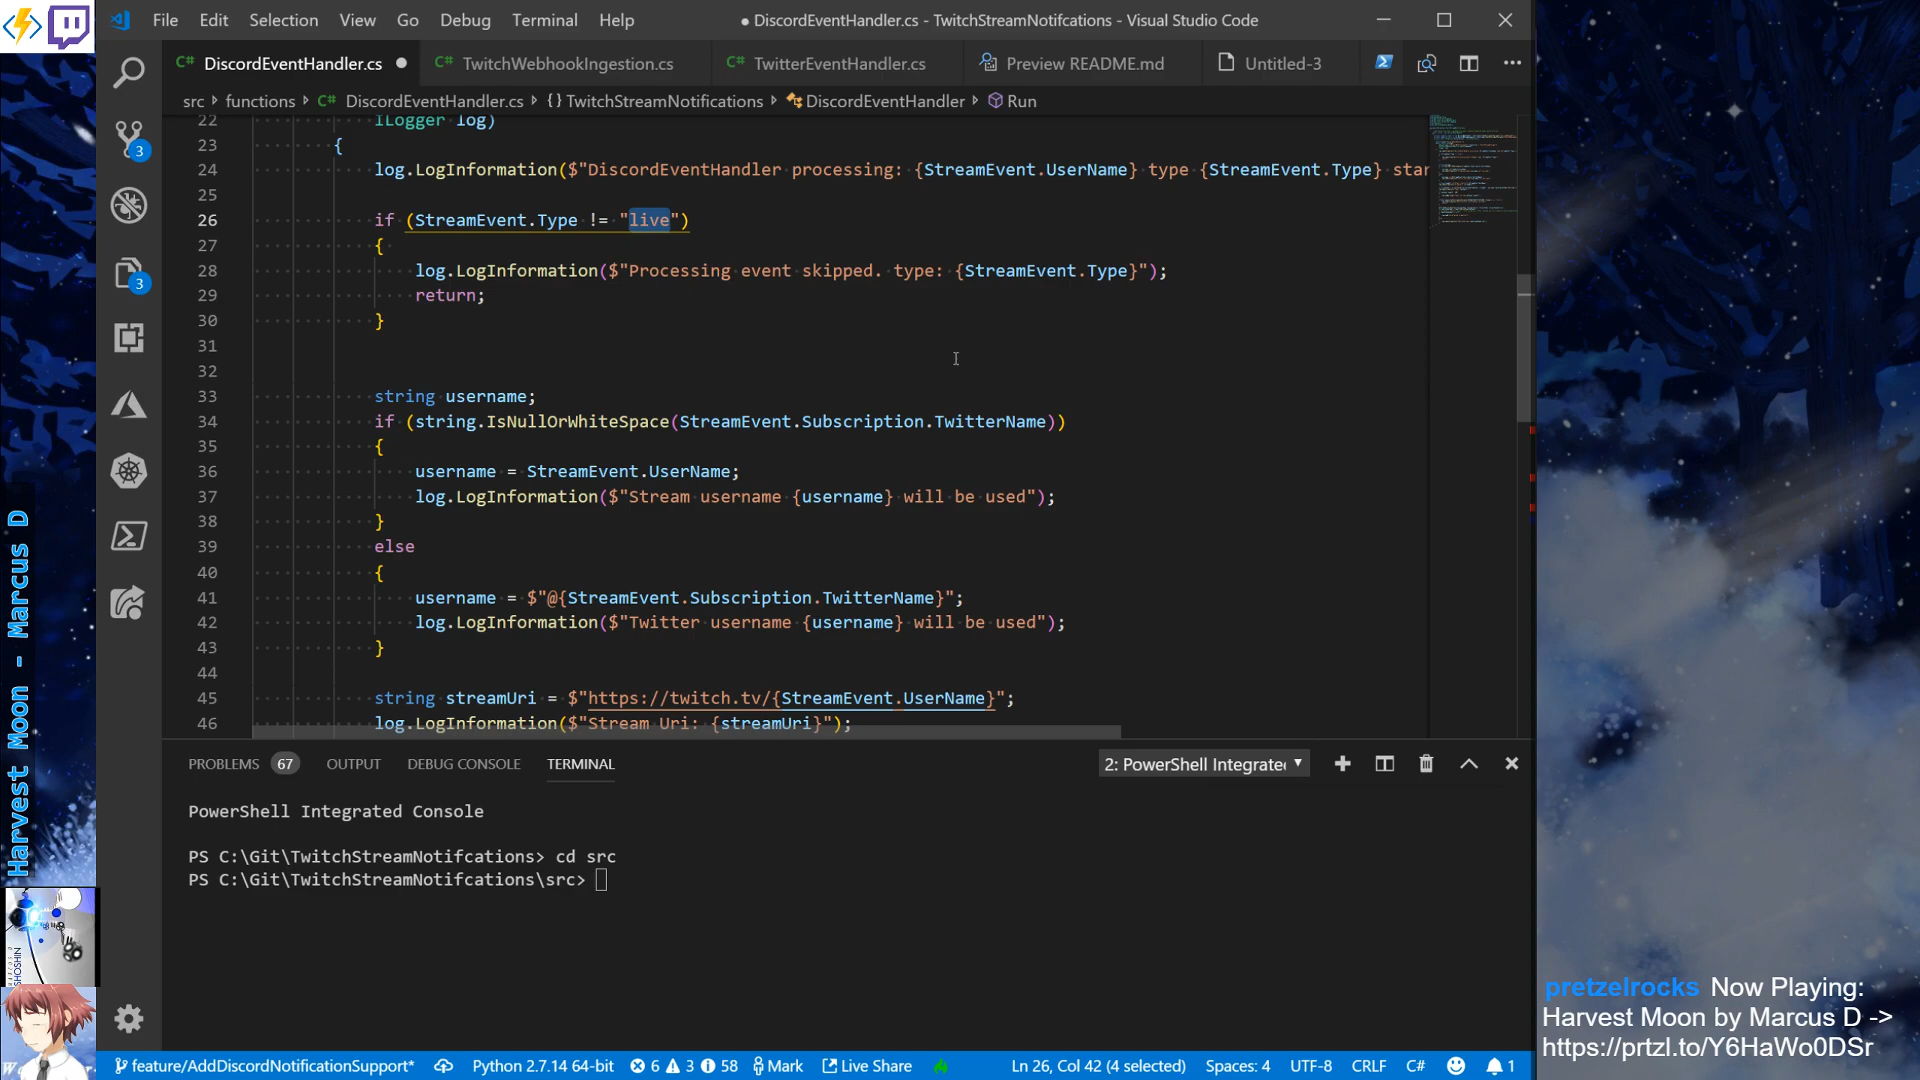 File Edit Selection View Go Debug Terminal Help
● DiscordEventHandler.cs - TwitchStreamNotifcations - Visual Studio Code
C# DiscordEventHandler.cs ●
C# TwitchWebhookIngestion.cs
C# TwitterEventHandler.cs
Preview README.md
Untitled-3
src > functions > C# DiscordEventHandler.cs > {} TwitchStreamNotifications > DiscordEventHandler > Run
22 ILogger log)
23 {
24 log.LogInformation($"DiscordEventHandler processing: {StreamEvent.UserName} type {StreamEvent.Type} star
25
26 if (StreamEvent.Type != "live")
27 {
28 log.LogInformation($"Processing event skipped. type: {StreamEvent.Type}");
29 return;
30 }
31
32
33 string username;
34 if (string.IsNullOrWhiteSpace(StreamEvent.Subscription.TwitterName))
35 {
36 username = StreamEvent.UserName;
37 log.LogInformation($"Stream username {username} will be used");
38 }
39 else
40 {
41 username = $"@{StreamEvent.Subscription.TwitterName}";
42 log.LogInformation($"Twitter username {username} will be used");
43 }
44
45 string streamUri = $"https://twitch.tv/{StreamEvent.UserName}";
46 log.LogInformation($"Stream Uri: {streamUri}");
3
3
PROBLEMS 67 OUTPUT DEBUG CONSOLE TERMINAL
2: PowerShell Integrate
PowerShell Integrated Console
PS C:\Git\TwitchStreamNotifcations> cd src
PS C:\Git\TwitchStreamNotifcations\src>
feature/AddDiscordNotificationSupport* Python 2.7.14 64-bit 6 3 58 Mark Live Share
Ln 26, Col 42 (4 selected) Spaces: 4 UTF-8 CRLF C# 1
Harvest Moon - Marcus D
SHOSHIN
pretzelrocks Now Playing:
Harvest Moon by Marcus D ->
https://prtzl.to/Y6HaWo0DSr